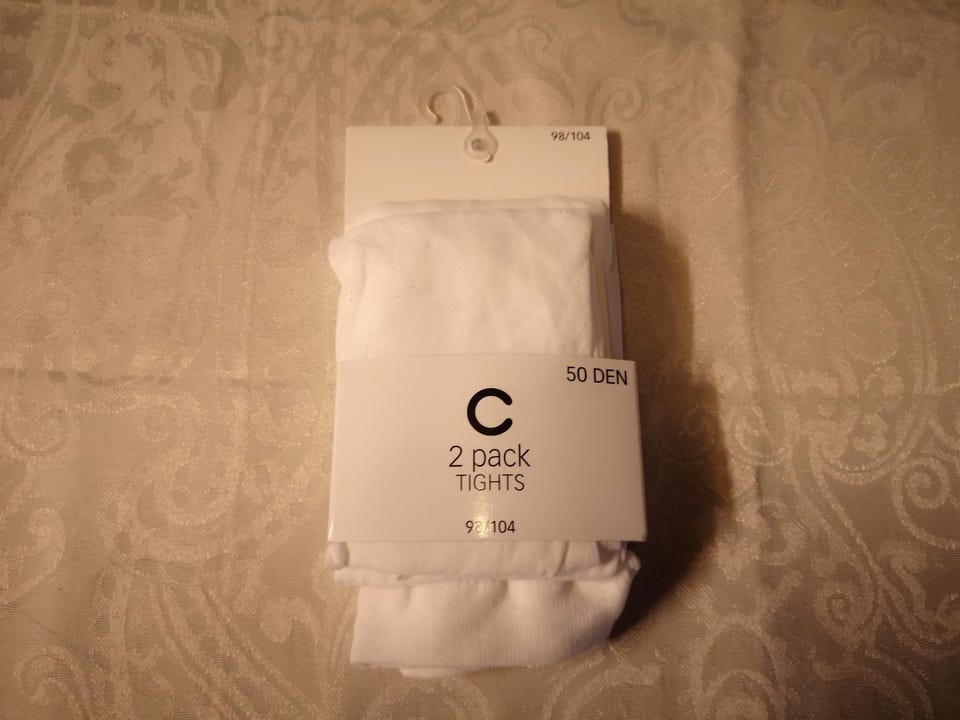 98/104
50 DEN
C
2 pack
TIGHTS
98/104